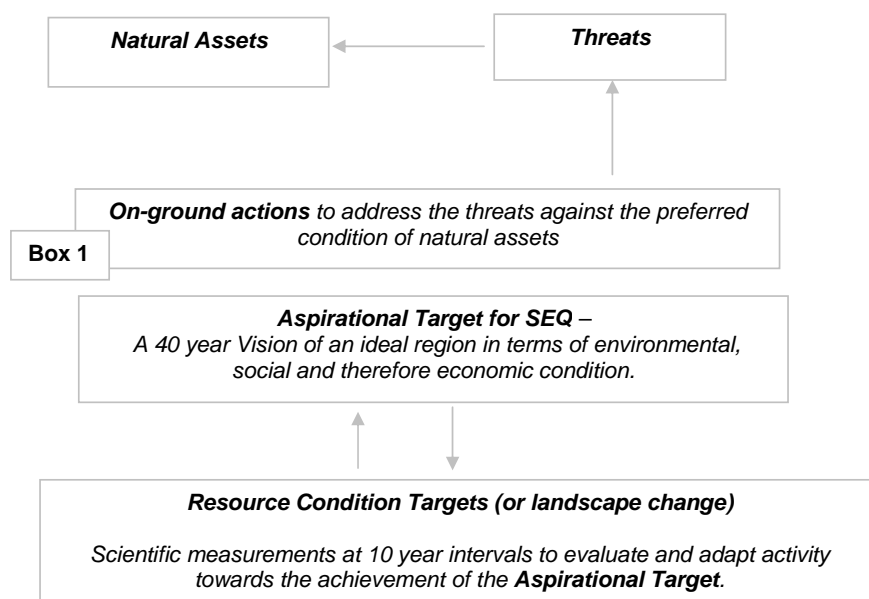 Natural Assets
Threats
On-ground actions to address the threats against the preferred
condition of natural assets
Box 1
Aspirational Target for SEQ –
A 40 year Vision of an ideal region in terms of environmental,
social and therefore economic condition.
Resource Condition Targets (or landscape change)
Scientific measurements at 10 year intervals to evaluate and adapt activity
towards the achievement of the Aspirational Target.